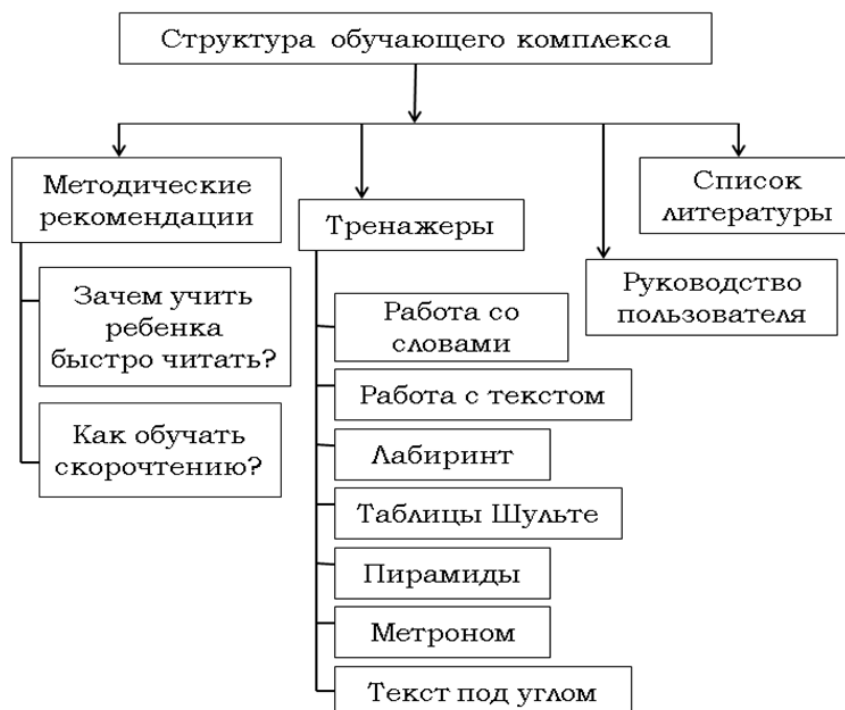 Структура обучающего комплекса
Методические
рекомендации
Зачем учить
ребенка
быстро читать?
Как обучать
скорочтению?
Тренажеры
Работа со
словами
Работа с текстом
Лабиринт
Таблицы Шульте
Пирамиды
Метроном
Текст под углом
Руководство
пользователя
Список
литературы